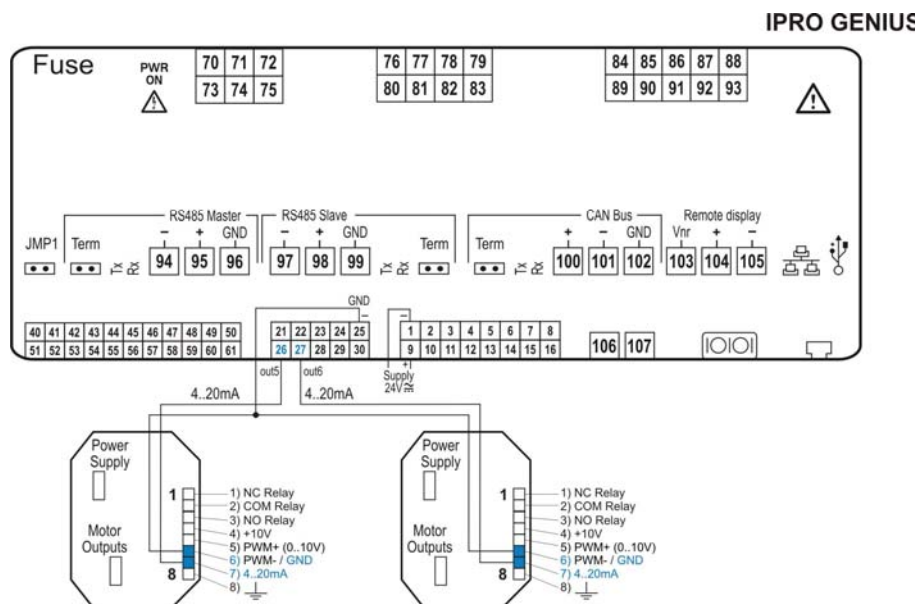 IPRO GENIUS
Fuse
PWR
ON
70 71 72
73 74 75
76 77 78 79
80 81 82 83
84 85 86 87 88
89 90 91 92 93
RS485 Master
RS485 Slave
CAN Bus
Remote display
JMP1
Term
Tx
Rx
− + GND
94 95 96
− + GND
97 98 99
Tx
Rx
Term
Term
Tx
Rx
+ − GND
100 101 102
Vnr + −
103 104 105
GND
−
−
40 41 42 43 44 45 46 47 48 49 50
51 52 53 54 55 56 57 58 59 60 61
21 22 23 24 25
26 27 28 29 30
1 2 3 4 5 6 7 8
9 10 11 12 13 14 15 16
106 107
out5
out6
+
Supply
24V
4..20mA
4..20mA
Power
Supply
Motor
Outputs
1
8
1) NC Relay
2) COM Relay
3) NO Relay
4) +10V
5) PWM+ (0..10V)
6) PWM- / GND
7) 4..20mA
8)
Power
Supply
Motor
Outputs
1
8
1) NC Relay
2) COM Relay
3) NO Relay
4) +10V
5) PWM+ (0..10V)
6) PWM- / GND
7) 4..20mA
8)